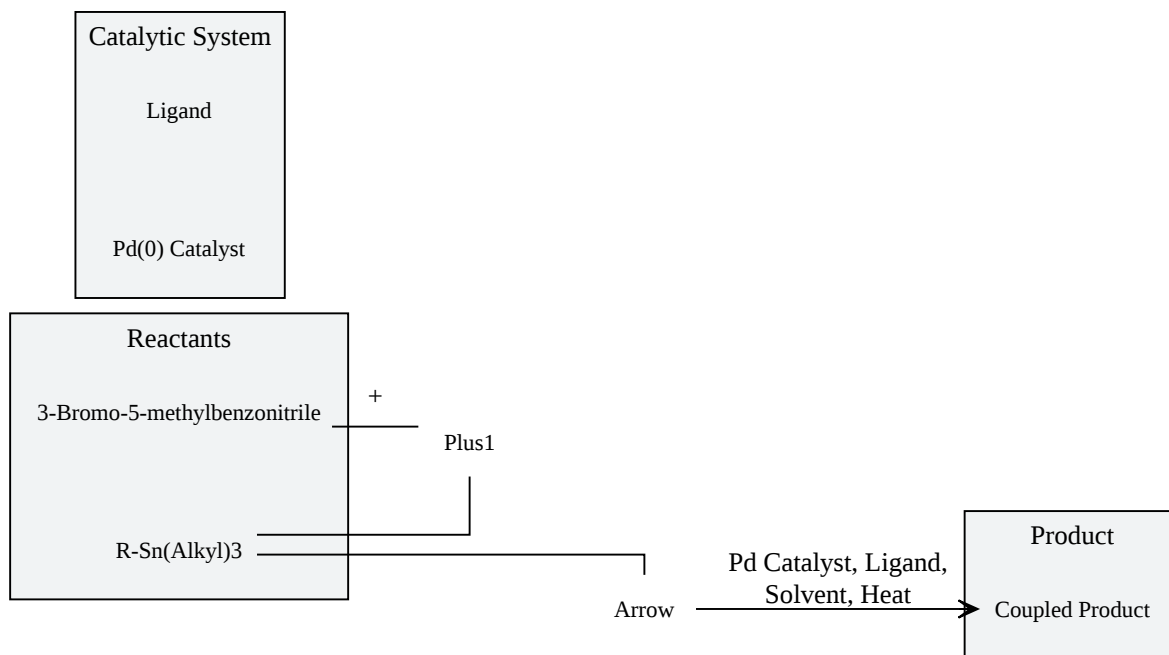 Catalytic System
Ligand
Pd(0) Catalyst
Reactants
3-Bromo-5-methylbenzonitrile
+
Plus1
R-Sn(Alkyl)3
Pd Catalyst, Ligand,
Solvent, Heat
Arrow
Product
Coupled Product